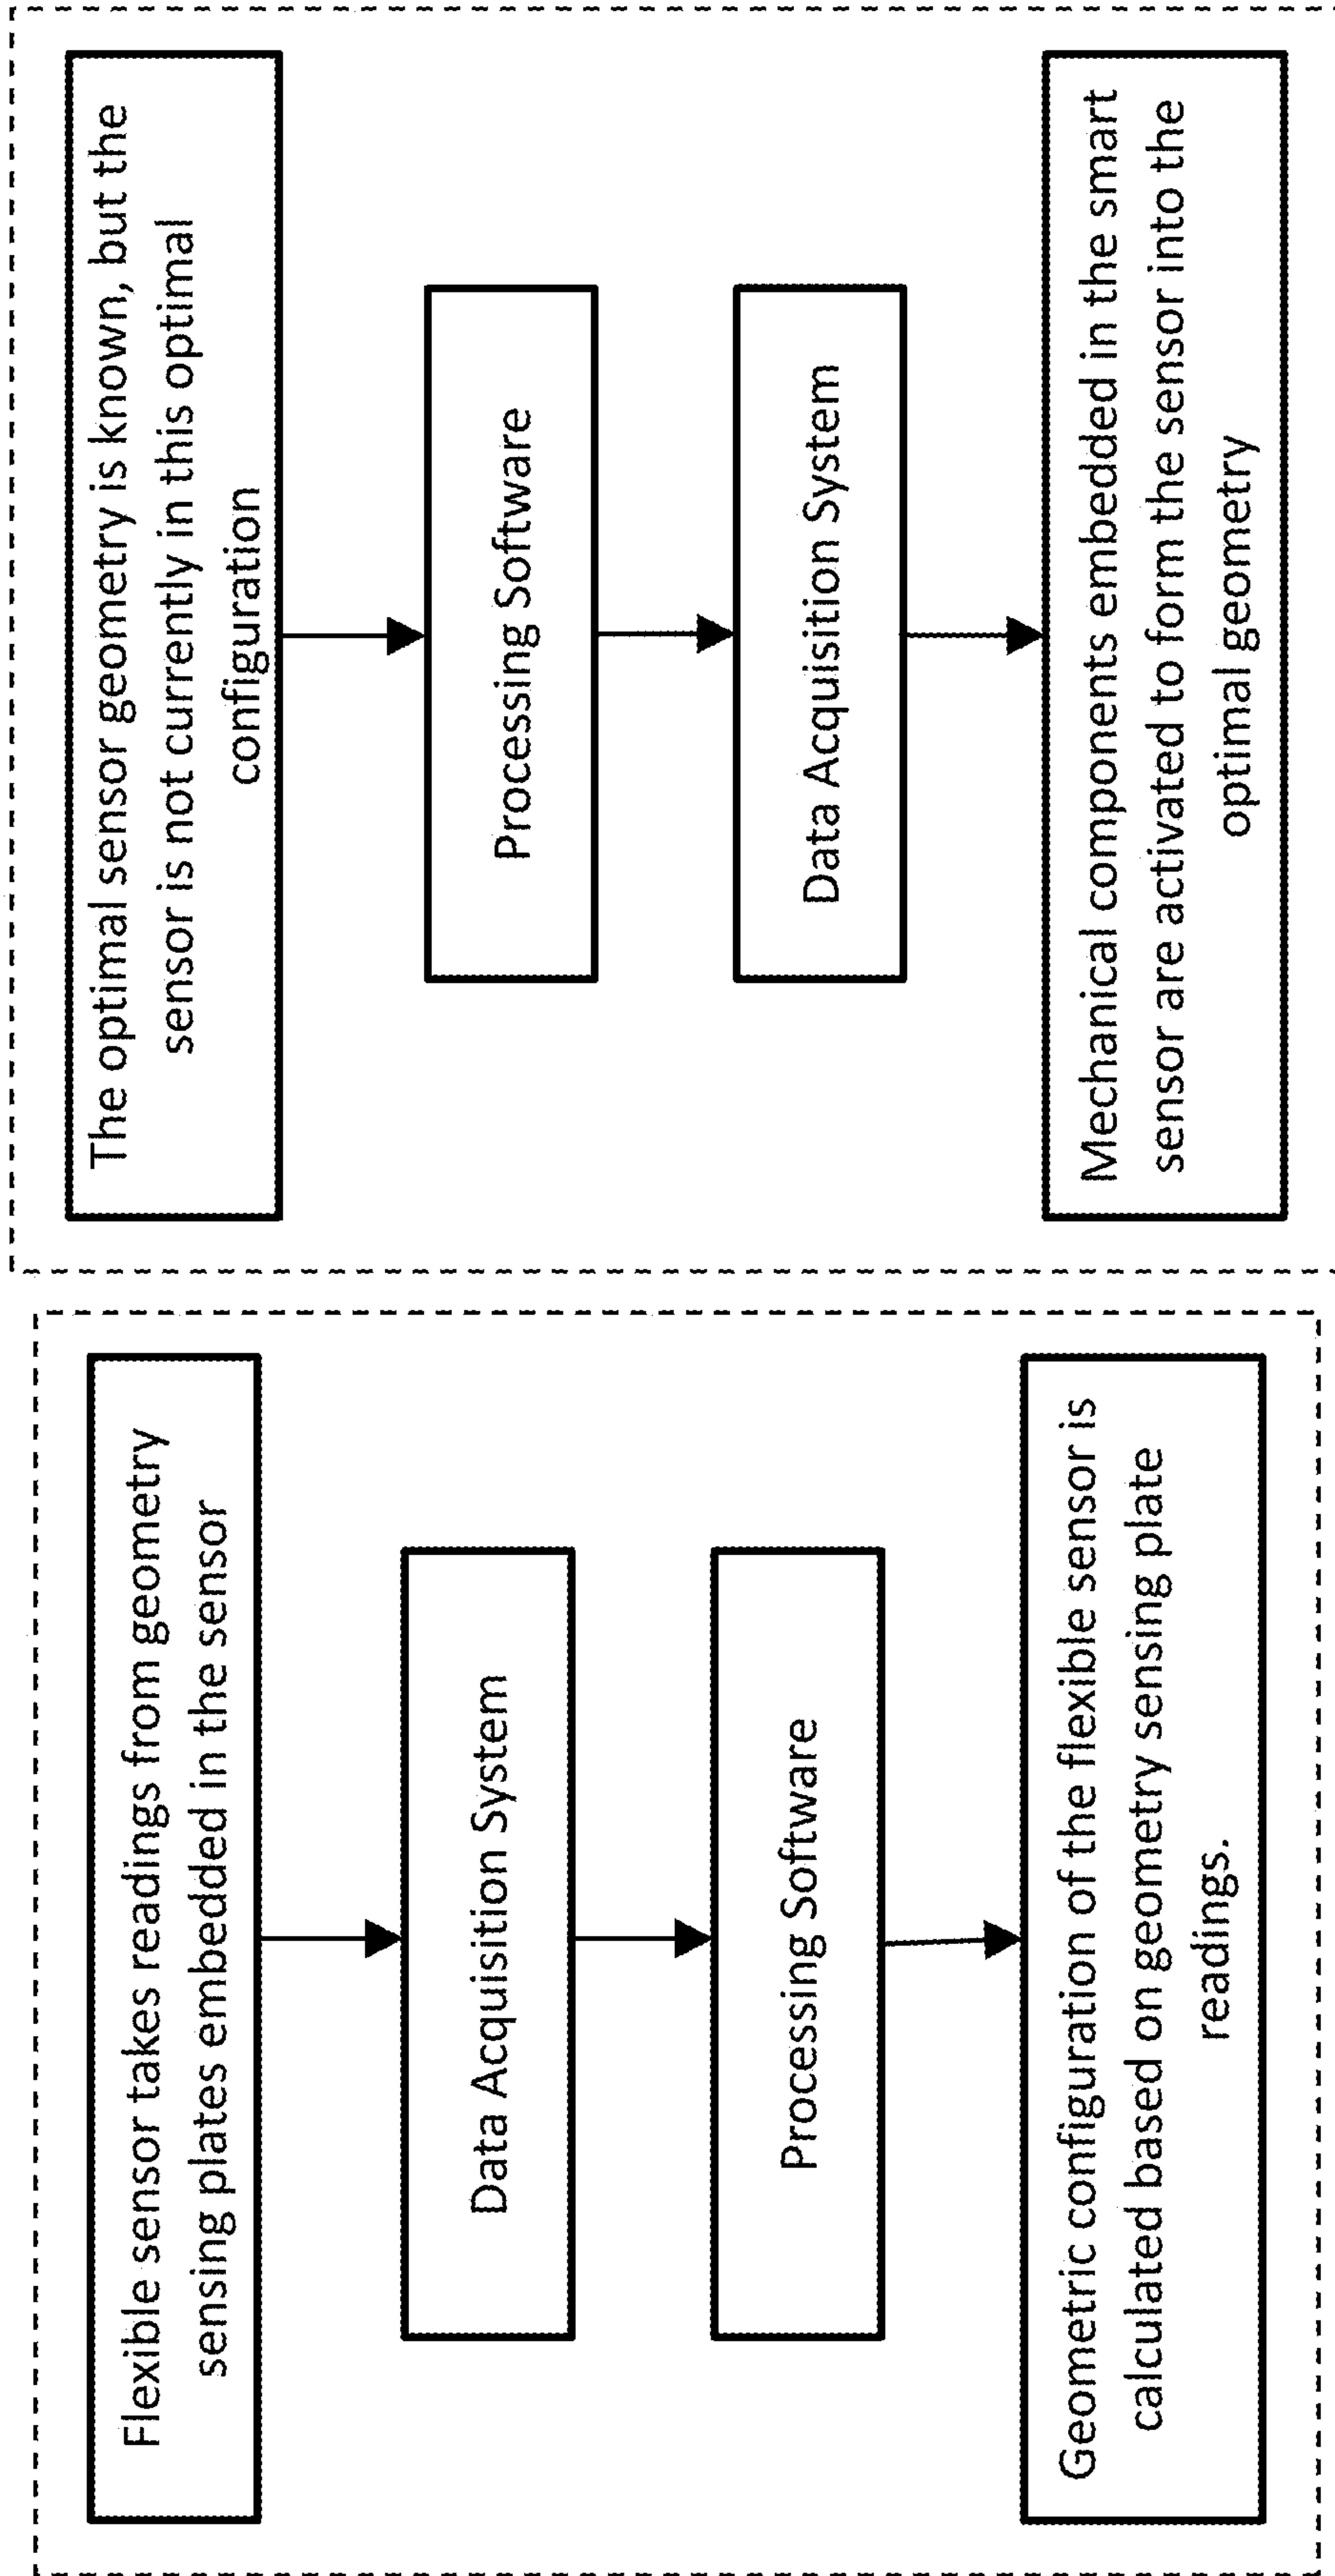 Flexible sensor takes readings from geometry
sensing plates embedded in the sensor
Data Acquisition System
Processing Software
Geometric configuration of the flexible sensor is
calculated based on geometry sensing plate
readings.
The optimal sensor geometry is known, but the
sensor is not currently in this optimal
configuration
Processing Software
Data Acquisition System
Mechanical components embedded in the smart
sensor are activated to form the sensor into the
optimal geometry